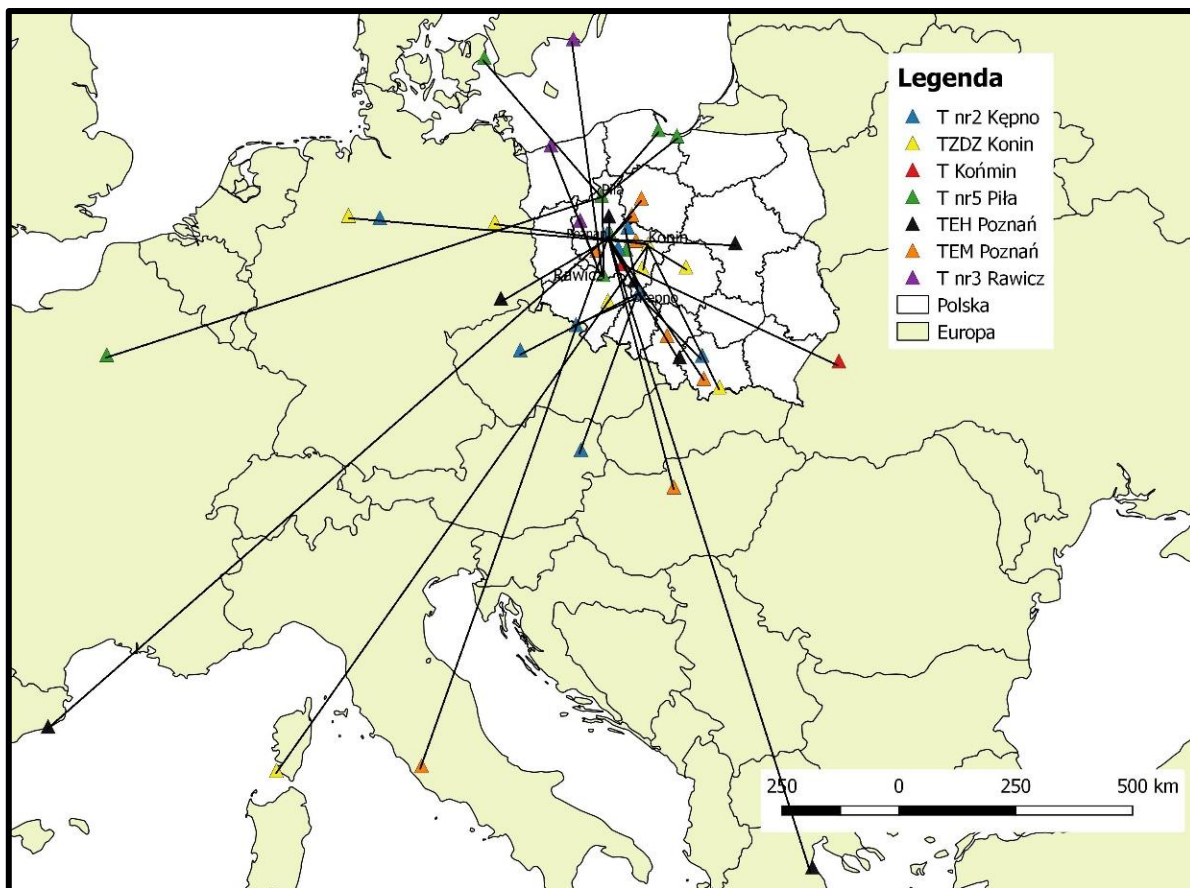 Legenda
T nr2 Kępno
TZDZ Konin
T Końmin
T nr5 Piła
TEH Poznań
TEM Poznań
T nr3 Rawicz
Polska
Europa
Piła
Konin
Rawicz
250 0 250 500 km